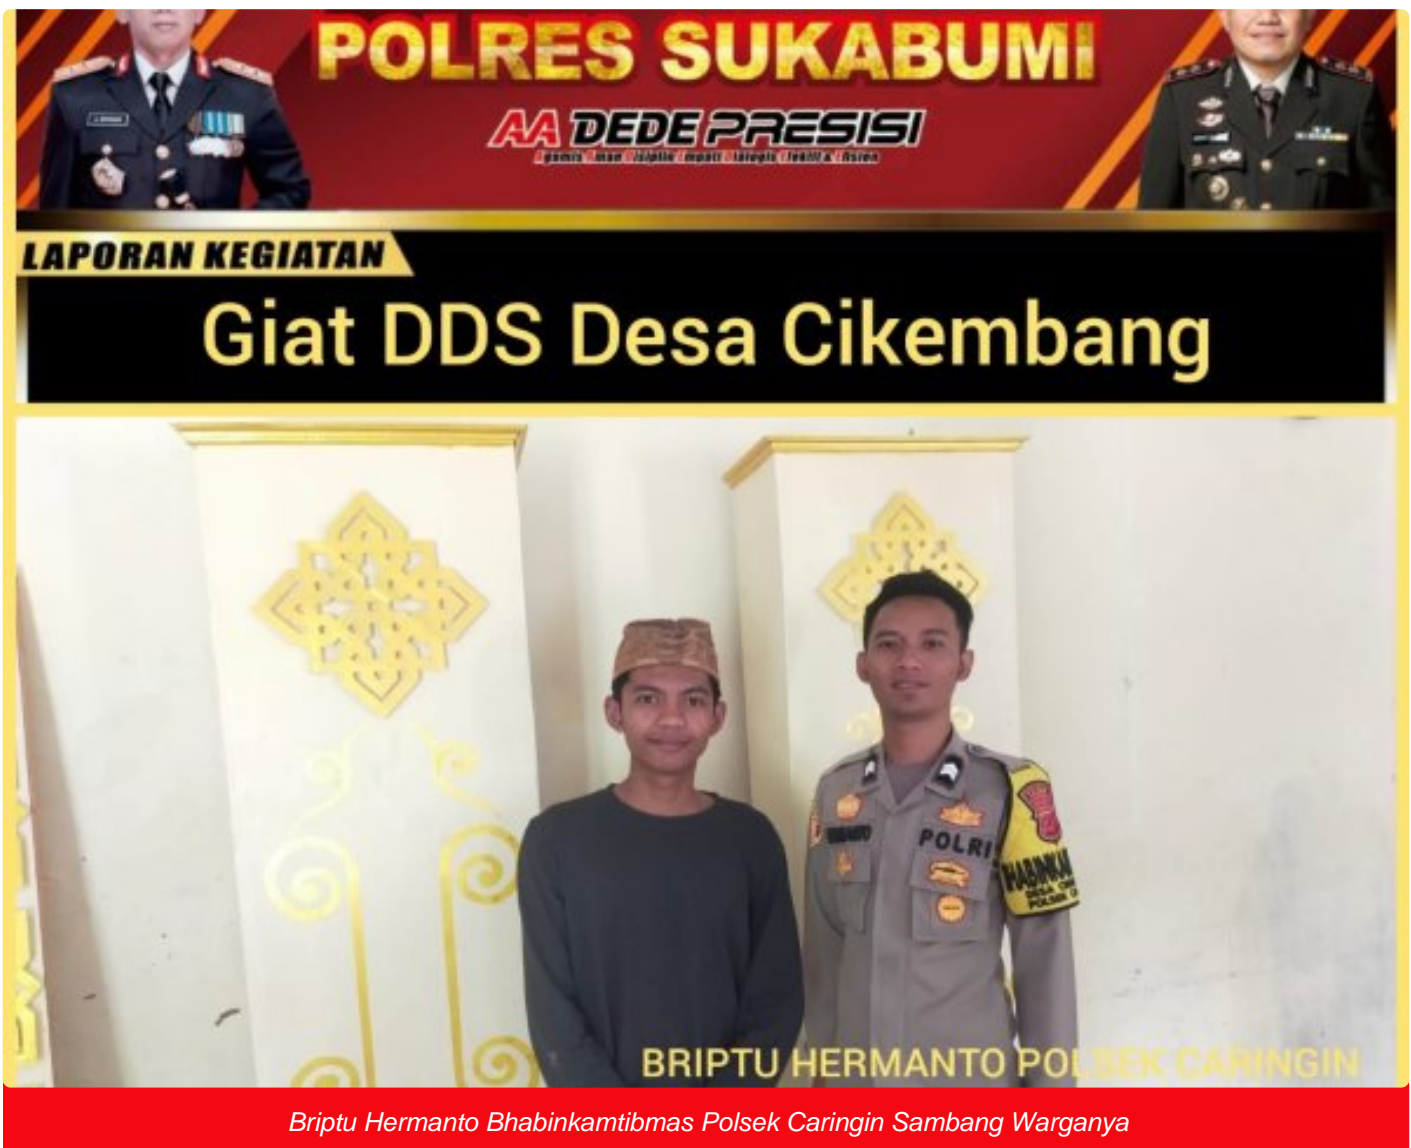 POLRES SUKABUMI
AA DEDE PRESISI
LAPORAN KEGIATAN
Giat DDS Desa Cikembang
POLRI
BRIPTU HERMANTO POLSEK CARINGIN
Briptu Hermanto Bhabinkamtibmas Polsek Caringin Sambang Warganya